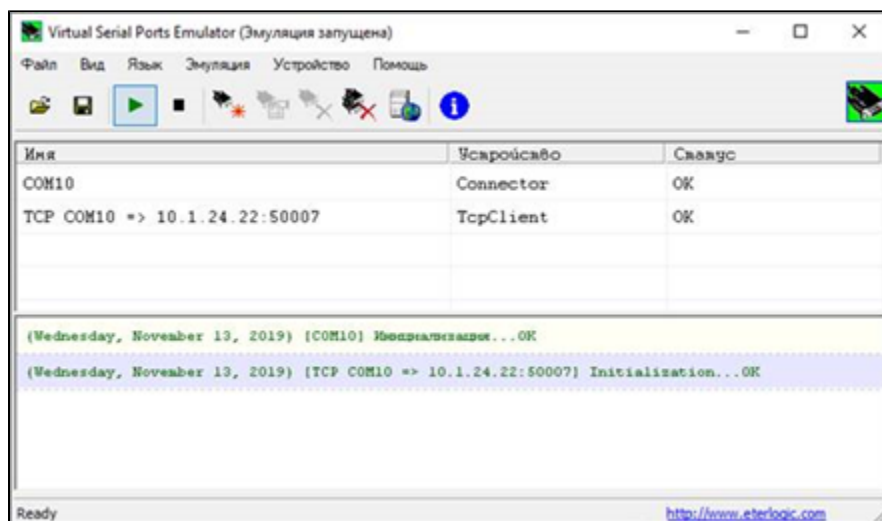 Virtual Serial Ports Emulator (Эмуляция запущена)
Файл Вид Язык Эмуляция Устройство Помощь
Имя Устройство Статус
COM10 Connector OK
TCP COM10 => 10.1.24.22:50007 TcpClient OK
(Wednesday, November 13, 2019) [COM10] Инициализация...OK
(Wednesday, November 13, 2019) [TCP COM10 => 10.1.24.22:50007] Initialization...OK
Ready http://www.eterlogic.com